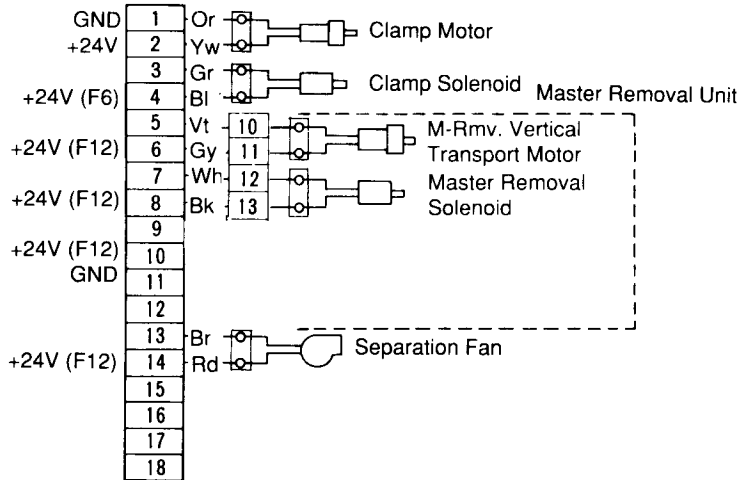 GND 1 Or Clamp Motor
+24V 2 Yw
3 Gr Clamp Solenoid
+24V (F6) 4 Bl Master Removal Unit
5 Vt 10 M-Rmv. Vertical
+24V (F12) 6 Gy 11 Transport Motor
7 Wh 12 Master Removal
+24V (F12) 8 Bk 13 Solenoid
9
+24V (F12) 10
GND 11
12
13 Br Separation Fan
+24V (F12) 14 Rd
15
16
17
18